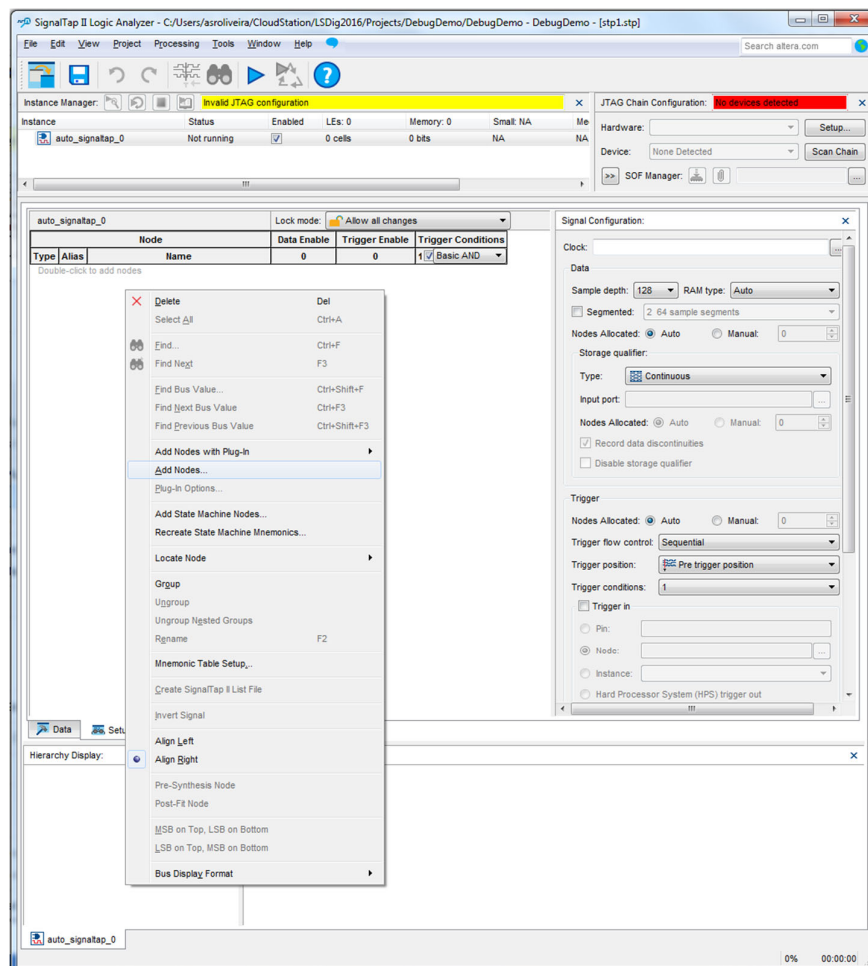 SignalTap II Logic Analyzer - C:/Users/asroliveira/CloudStation/LSDig2016/Projects/DebugDemo/DebugDemo - DebugDemo - [stp1.stp]
File Edit View Project Processing Tools Window Help
Search altera.com
Instance Manager: Invalid JTAG configuration
Instance Status Enabled LEs: 0 Memory: 0 Small: NA Me
auto_signaltap_0 Not running 0 cells 0 bits NA NA
JTAG Chain Configuration: No devices detected
Hardware: Setup...
Device: None Detected Scan Chain
>> SOF Manager: ...
auto_signaltap_0 Lock mode: Allow all changes
Node Data Enable Trigger Enable Trigger Conditions
Type Alias Name 0 0 1 Basic AND
Double-click to add nodes
Delete Del
Select All Ctrl+A
Find... Ctrl+F
Find Next F3
Find Bus Value... Ctrl+Shift+F
Find Next Bus Value Ctrl+F3
Find Previous Bus Value Ctrl+Shift+F3
Add Nodes with Plug-In
Add Nodes...
Plug-In Options...
Add State Machine Nodes...
Recreate State Machine Mnemonics...
Locate Node
Group
Ungroup
Ungroup Nested Groups
Rename F2
Mnemonic Table Setup...
Create SignalTap II List File
Invert Signal
Align Left
Align Right
Pre-Synthesis Node
Post-Fit Node
MSB on Top, LSB on Bottom
LSB on Top, MSB on Bottom
Bus Display Format
Signal Configuration:
Clock: ...
Data
Sample depth: 128 RAM type: Auto
Segmented: 2 64 sample segments
Nodes Allocated: Auto Manual: 0
Storage qualifier:
Type: Continuous
Input port: ...
Nodes Allocated: Auto Manual: 0
Record data discontinuities
Disable storage qualifier
Trigger
Nodes Allocated: Auto Manual: 0
Trigger flow control: Sequential
Trigger position: Pre trigger position
Trigger conditions: 1
Trigger in
Pin:
Node: ...
Instance:
Hard Processor System (HPS) trigger out
Data Setu
Hierarchy Display:
auto_signaltap_0
0% 00:00:00